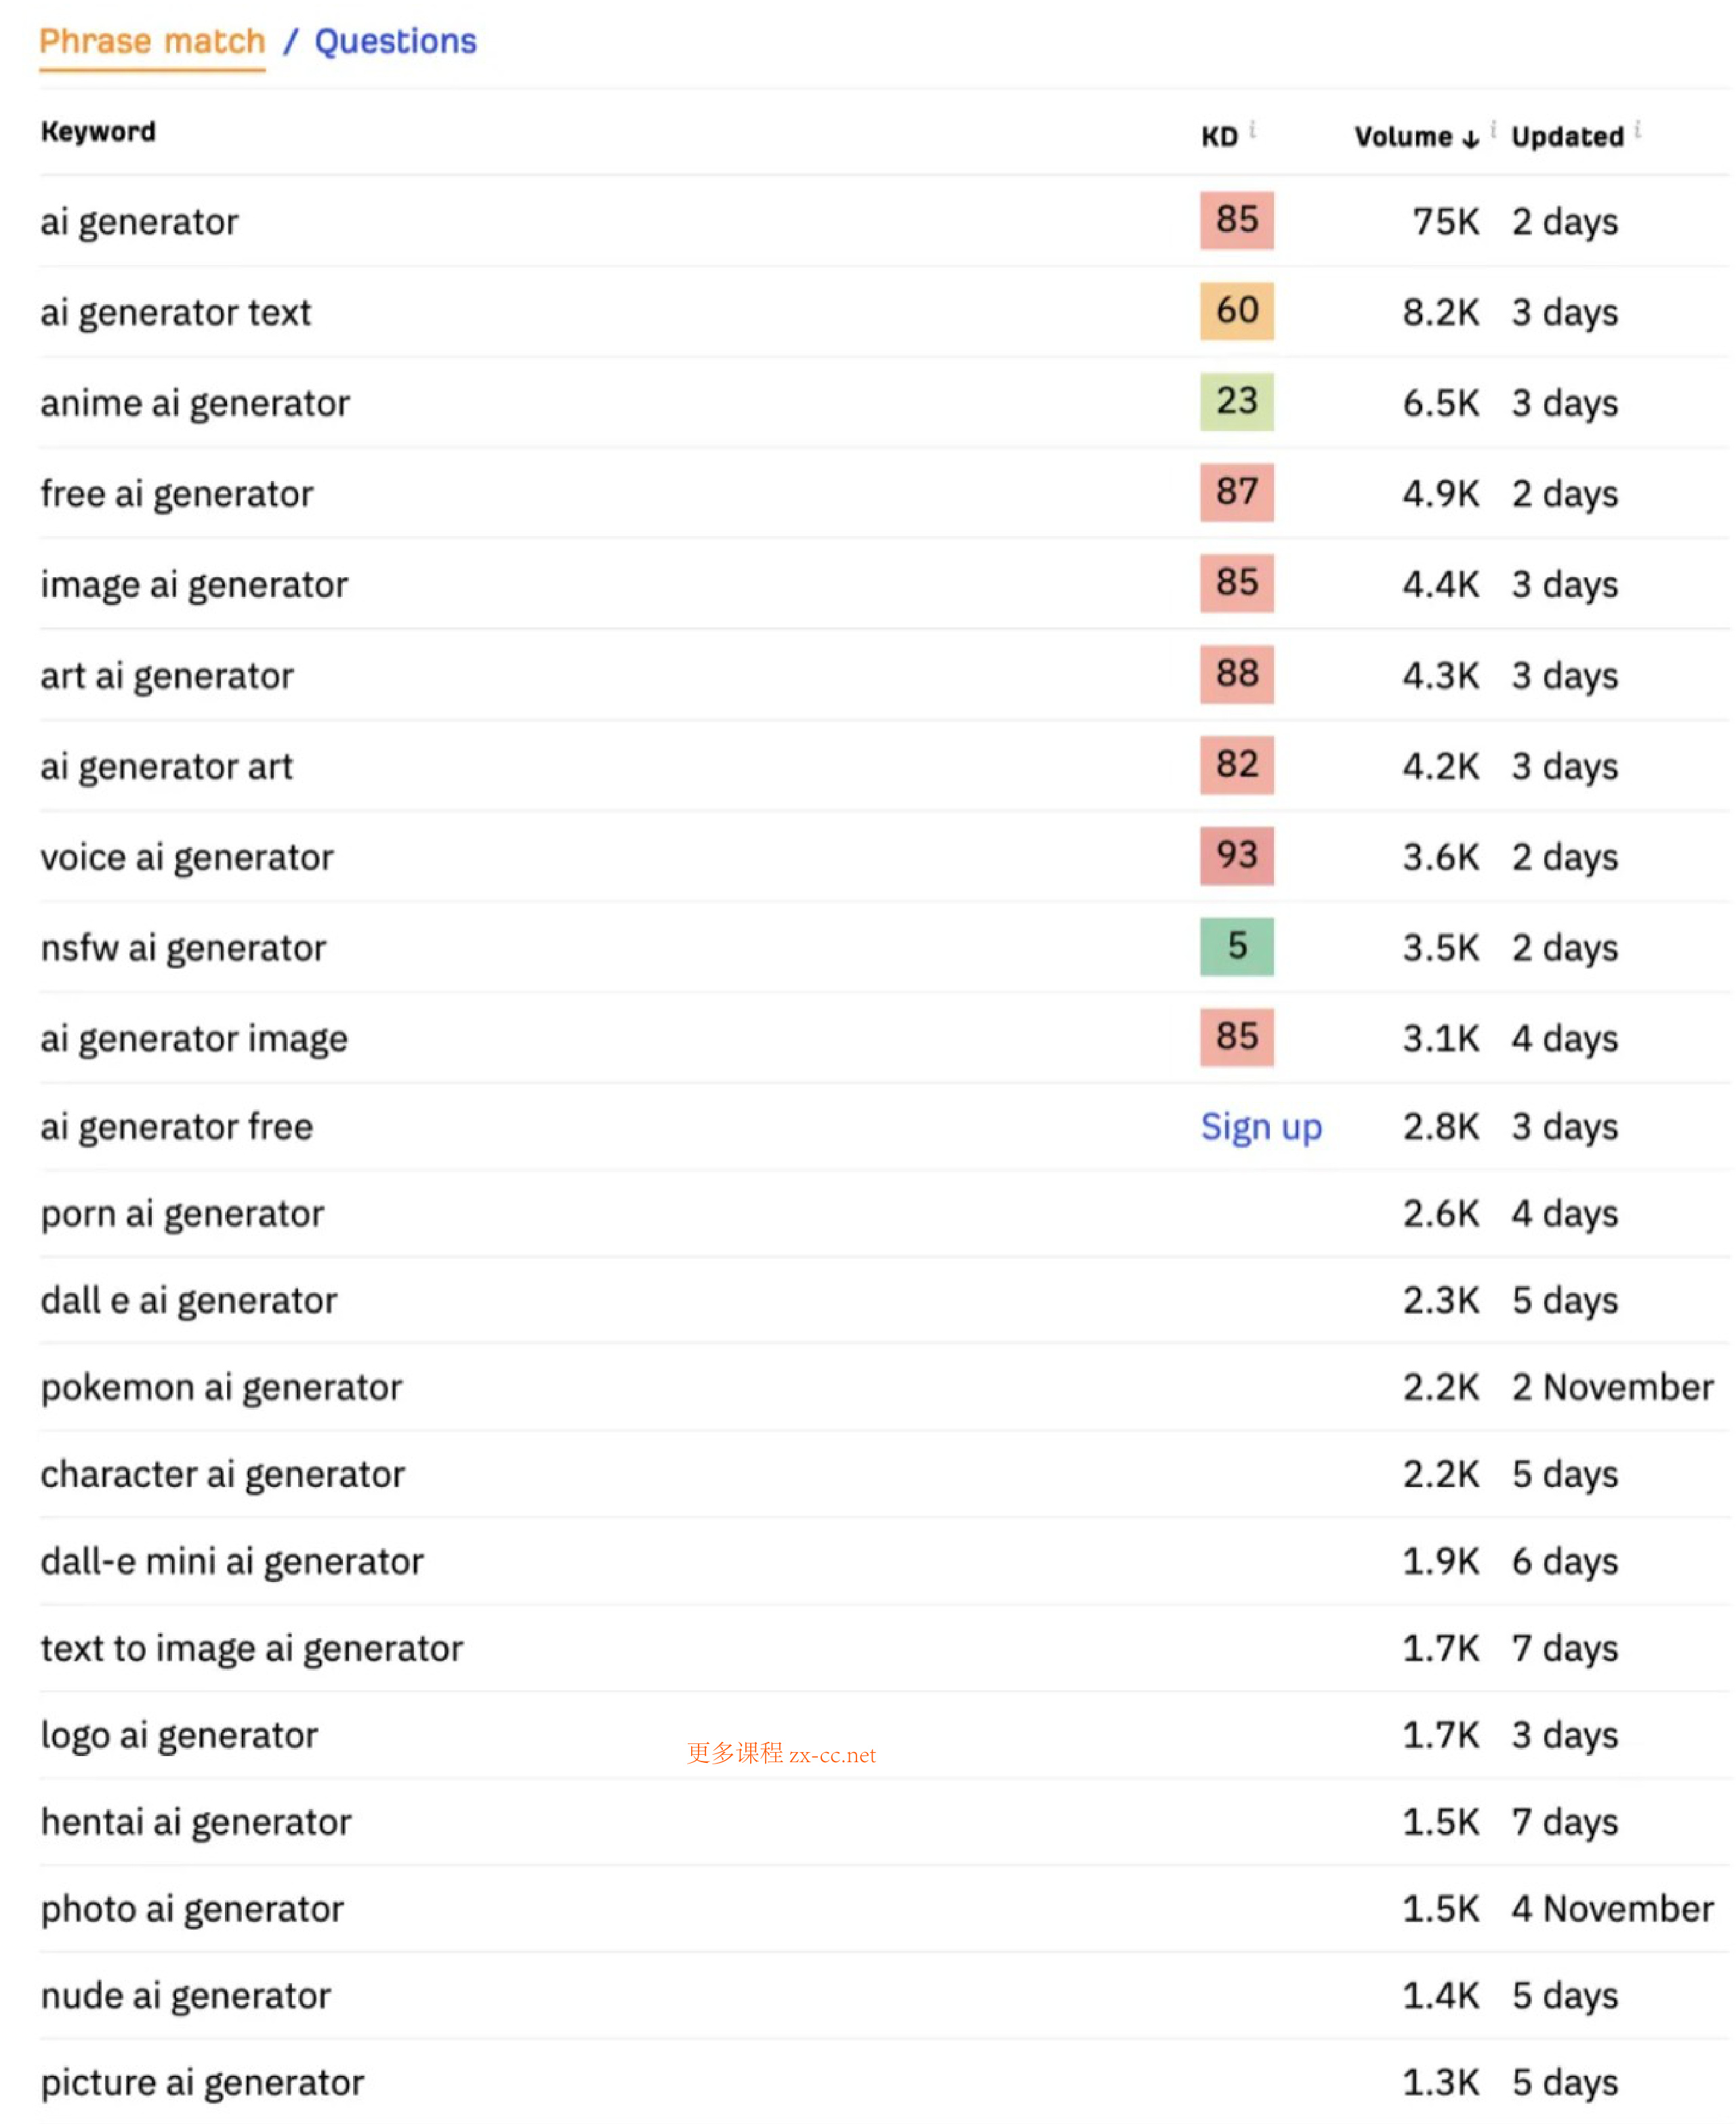 Phrase match / Questions
Keyword KD i Volume ↓ i Updated i
ai generator 85 75K 2 days
ai generator text 60 8.2K 3 days
anime ai generator 23 6.5K 3 days
free ai generator 87 4.9K 2 days
image ai generator 85 4.4K 3 days
art ai generator 88 4.3K 3 days
ai generator art 82 4.2K 3 days
voice ai generator 93 3.6K 2 days
nsfw ai generator 5 3.5K 2 days
ai generator image 85 3.1K 4 days
ai generator free Sign up 2.8K 3 days
porn ai generator 2.6K 4 days
dall e ai generator 2.3K 5 days
pokemon ai generator 2.2K 2 November
character ai generator 2.2K 5 days
dall-e mini ai generator 1.9K 6 days
text to image ai generator 1.7K 7 days
logo ai generator 1.7K 3 days
更多课程 zx-cc.net
hentai ai generator 1.5K 7 days
photo ai generator 1.5K 4 November
nude ai generator 1.4K 5 days
picture ai generator 1.3K 5 days